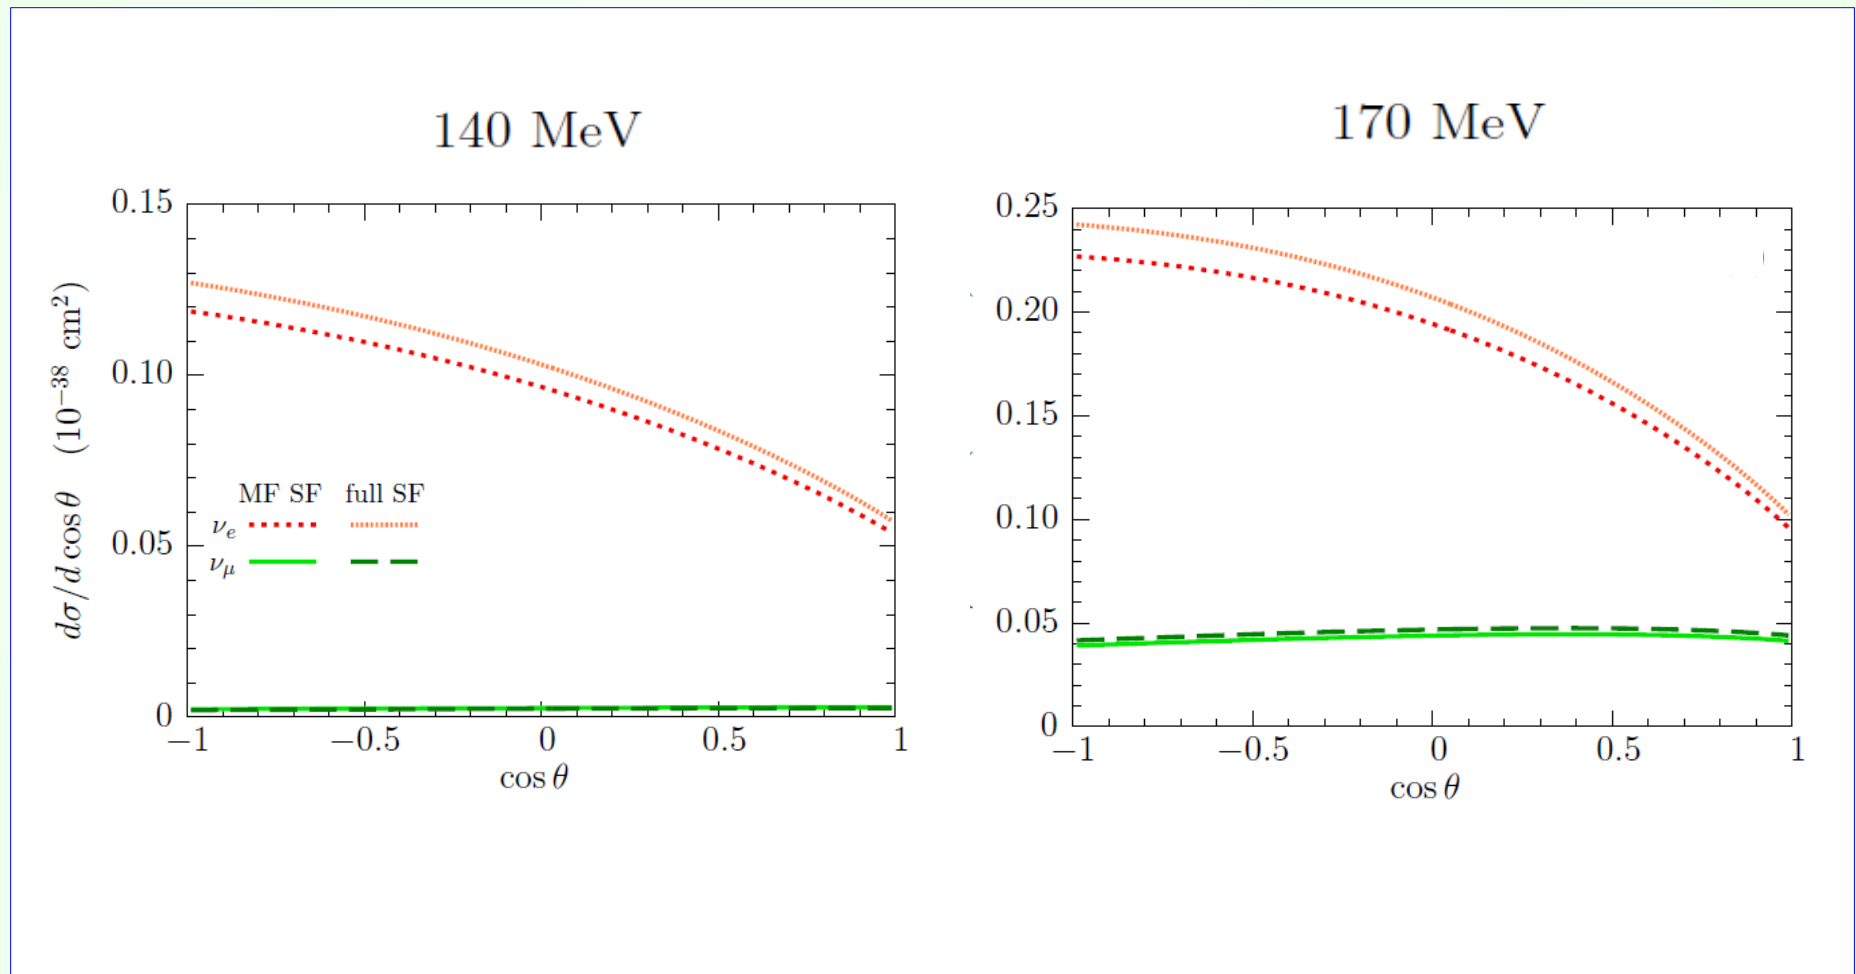 140 MeV
170 MeV
0.15
0.10
0.05
0
dσ/d cos θ (10⁻³⁸ cm²)
MF SF full SF
νₑ
ν_μ
−1 −0.5 0 0.5 1
cos θ
0.25
0.20
0.15
0.10
0.05
0
−1 −0.5 0 0.5 1
cos θ